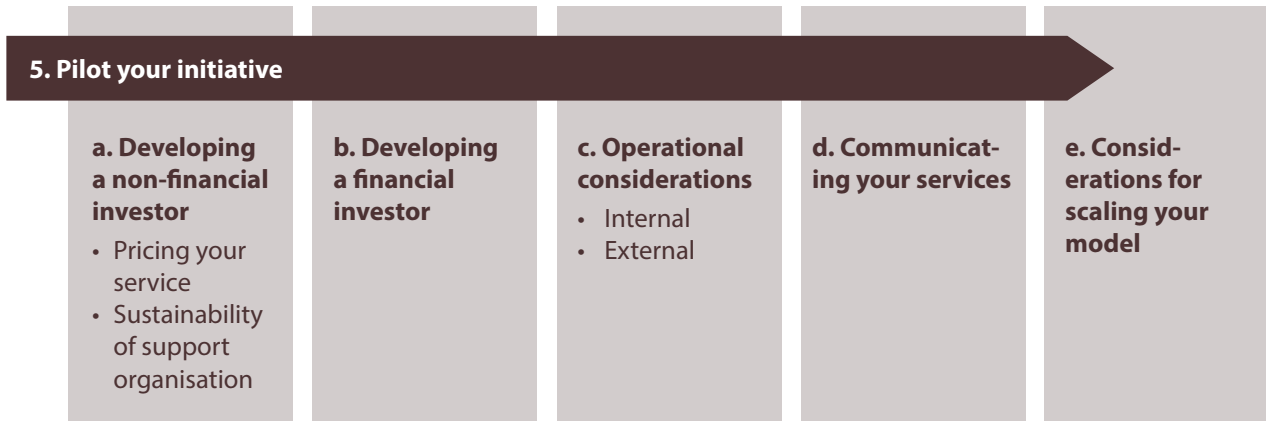 5. Pilot your initiative
a. Developing
a non-financial
investor
• Pricing your
service
• Sustainability
of support
organisation
b. Developing
a financial
investor
c. Operational
considerations
• Internal
• External
d. Communicat-
ing your services
e. Consid-
erations for
scaling your
model